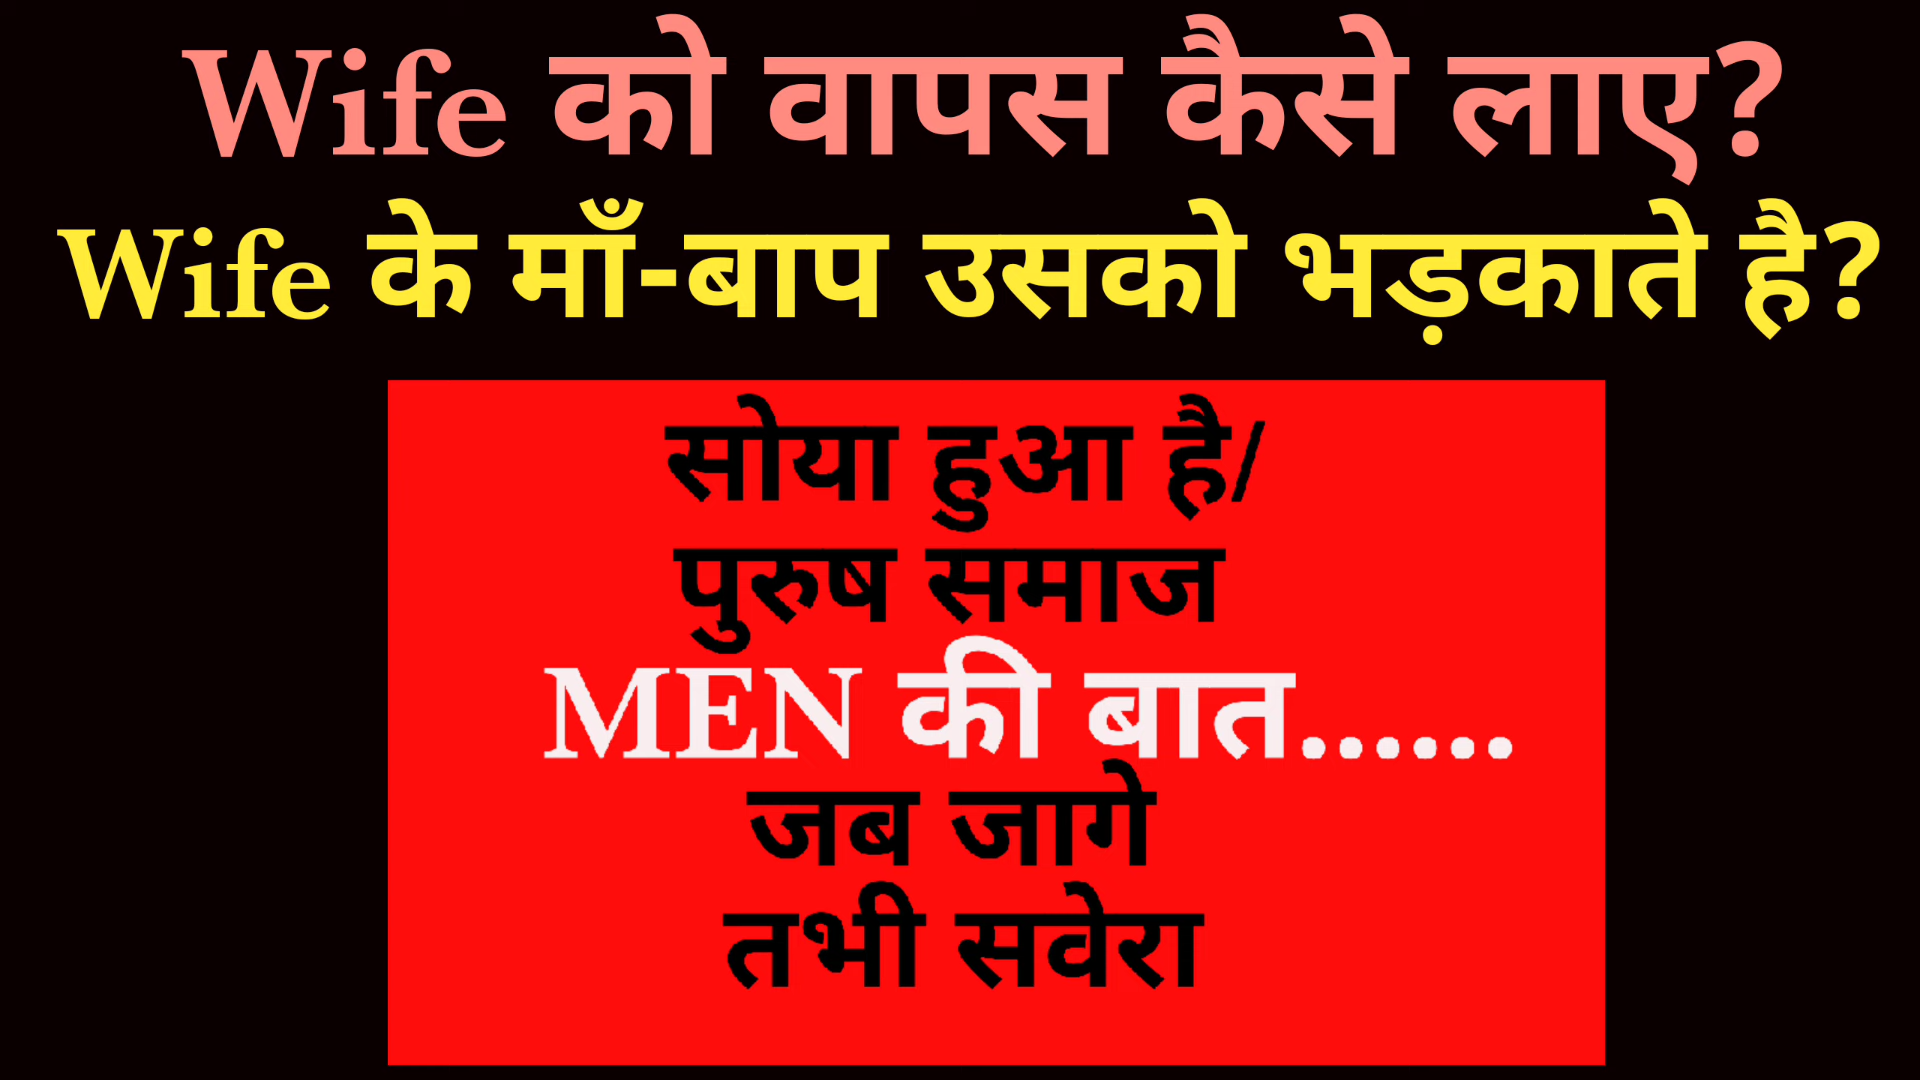 Wife को वापस कैसे लाए?
Wife के माँ-बाप उसको भड़काते है?
सोया हुआ है/
पुरुष समाज
MEN की बात......
जब जागे
तभी सवेरा